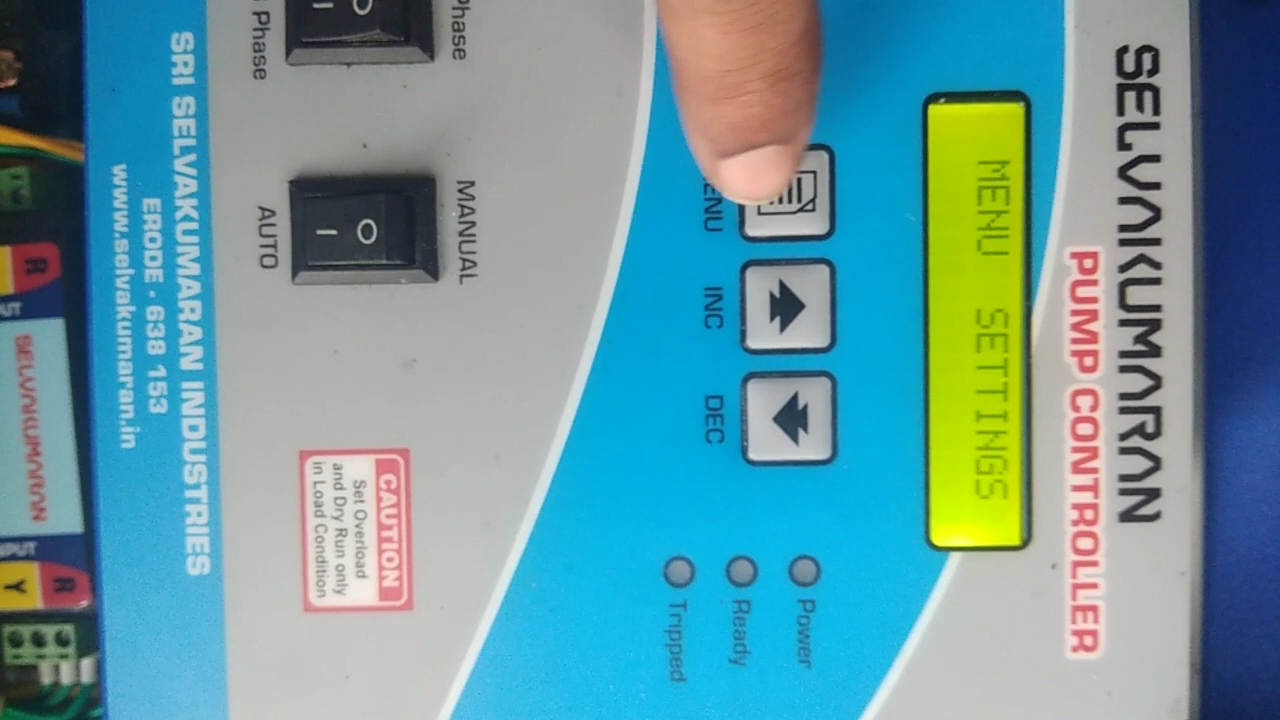 SELVAKUMARAN
PUMP CONTROLLER
MENU SETTINGS
INC
DEC
Power
Ready
Tripped
Phase
Phase
MANUAL
AUTO
CAUTION
Set Overload
and Dry Run only
in Load Condition
SRI SELVAKUMARAN INDUSTRIES
ERODE - 638 153
www.selvakumaran.in
R
SELVAKUMARAN
R
Y